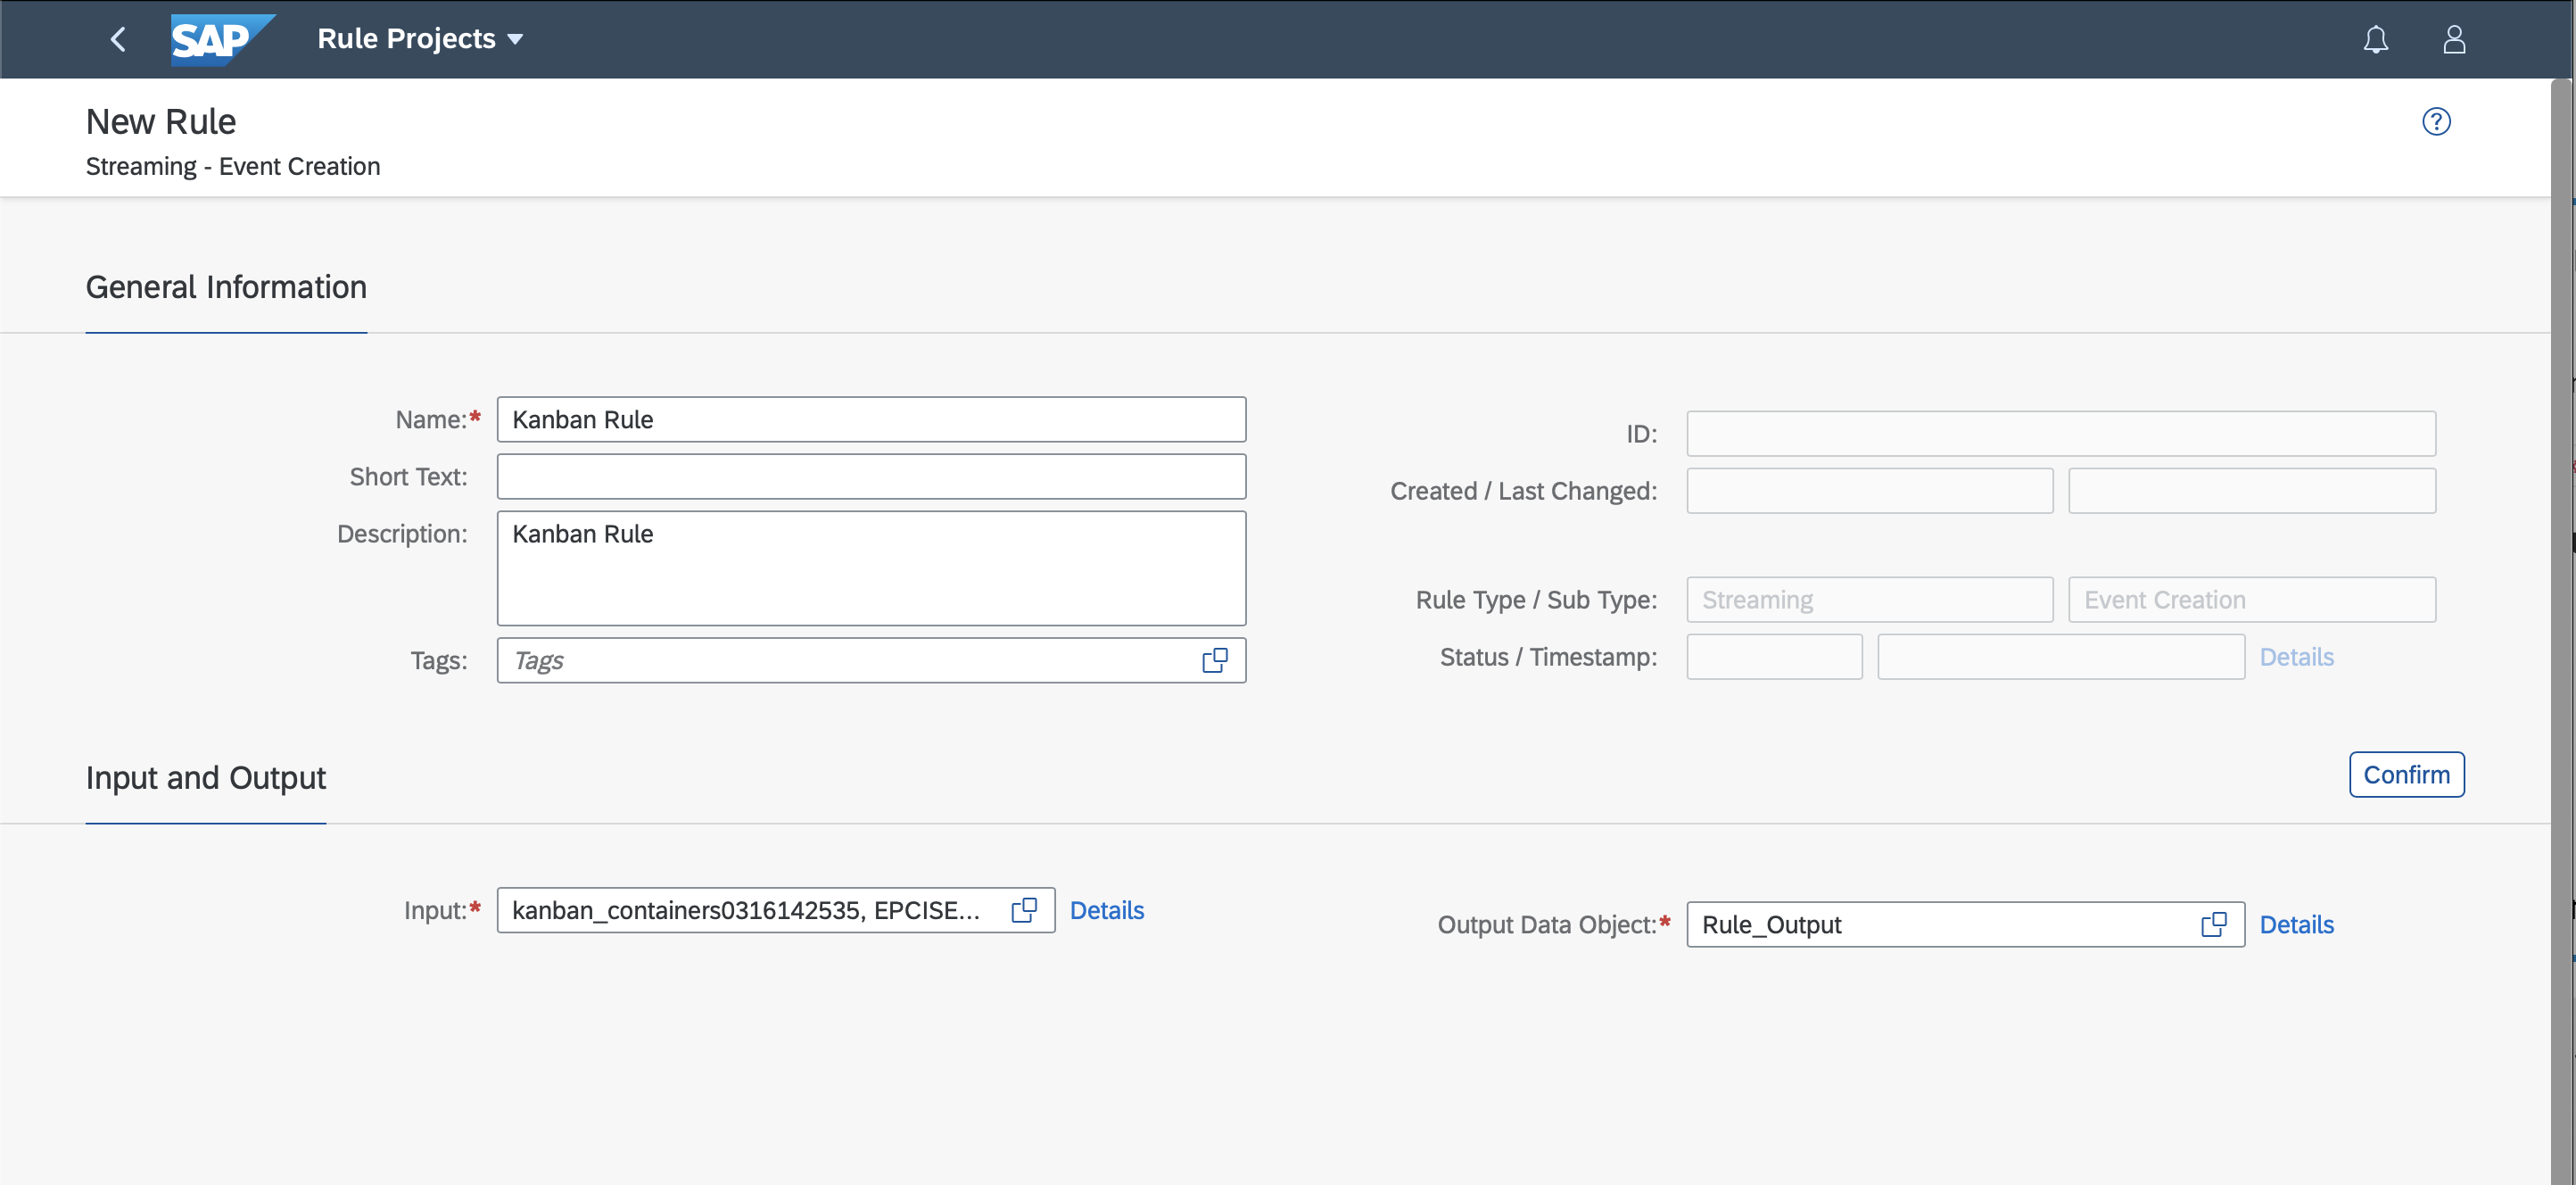 SAP Rule Projects
New Rule
Streaming - Event Creation
General Information
Name:* Kanban Rule
Short Text:
Description: Kanban Rule
Tags: Tags
ID:
Created / Last Changed:
Rule Type / Sub Type: Streaming Event Creation
Status / Timestamp: Details
Input and Output
Confirm
Input:* kanban_containers0316142535, EPCISE... Details
Output Data Object:* Rule_Output Details